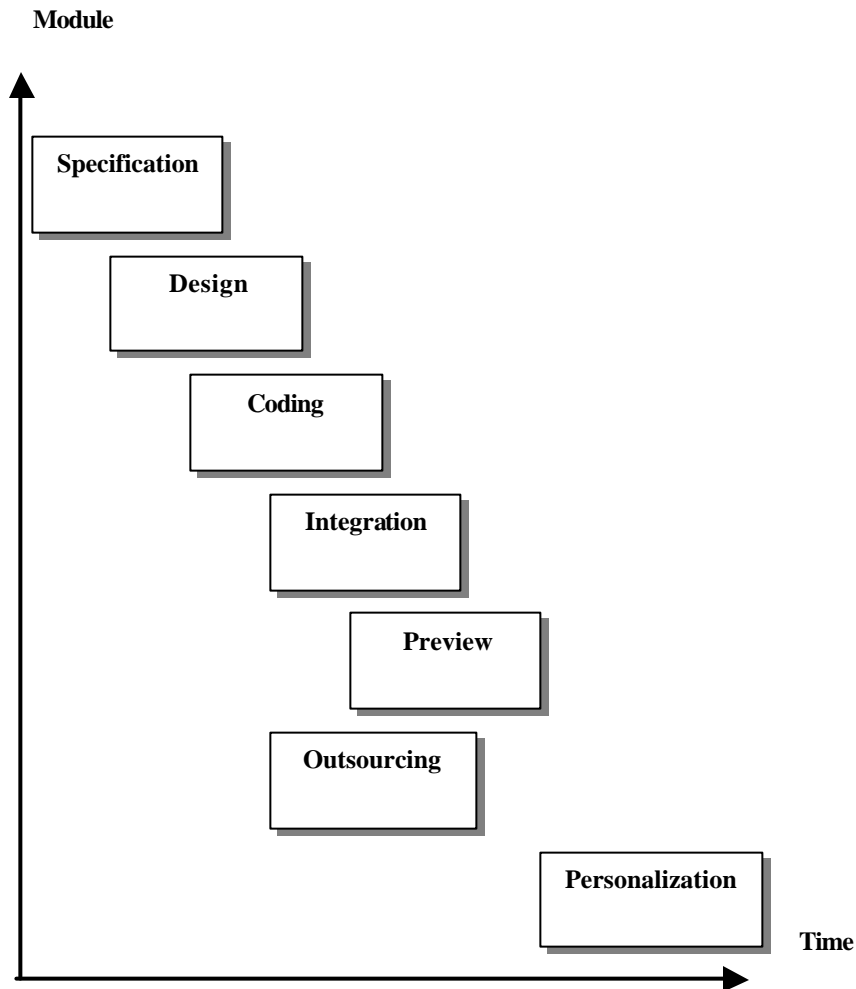 Module
Specification
Design
Coding
Integration
Preview
Outsourcing
Personalization
Time